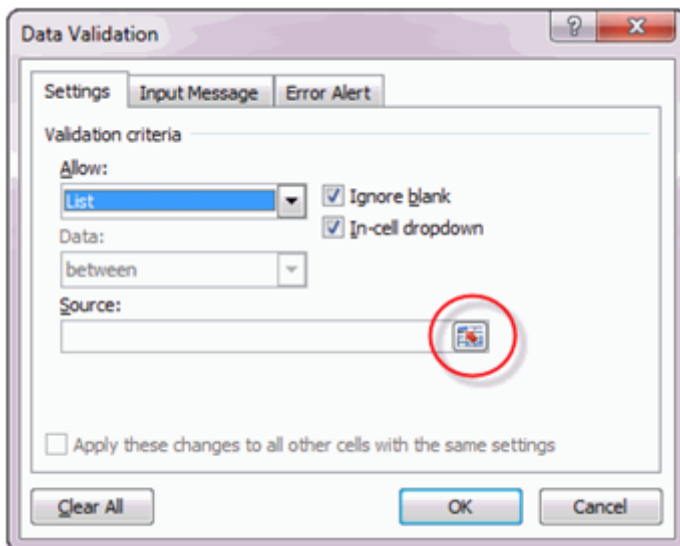 Data Validation
Settings Input Message Error Alert
Validation criteria
Allow:
List
Ignore blank
Data:
In-cell dropdown
between
Source:
Apply these changes to all other cells with the same settings
Clear All OK Cancel